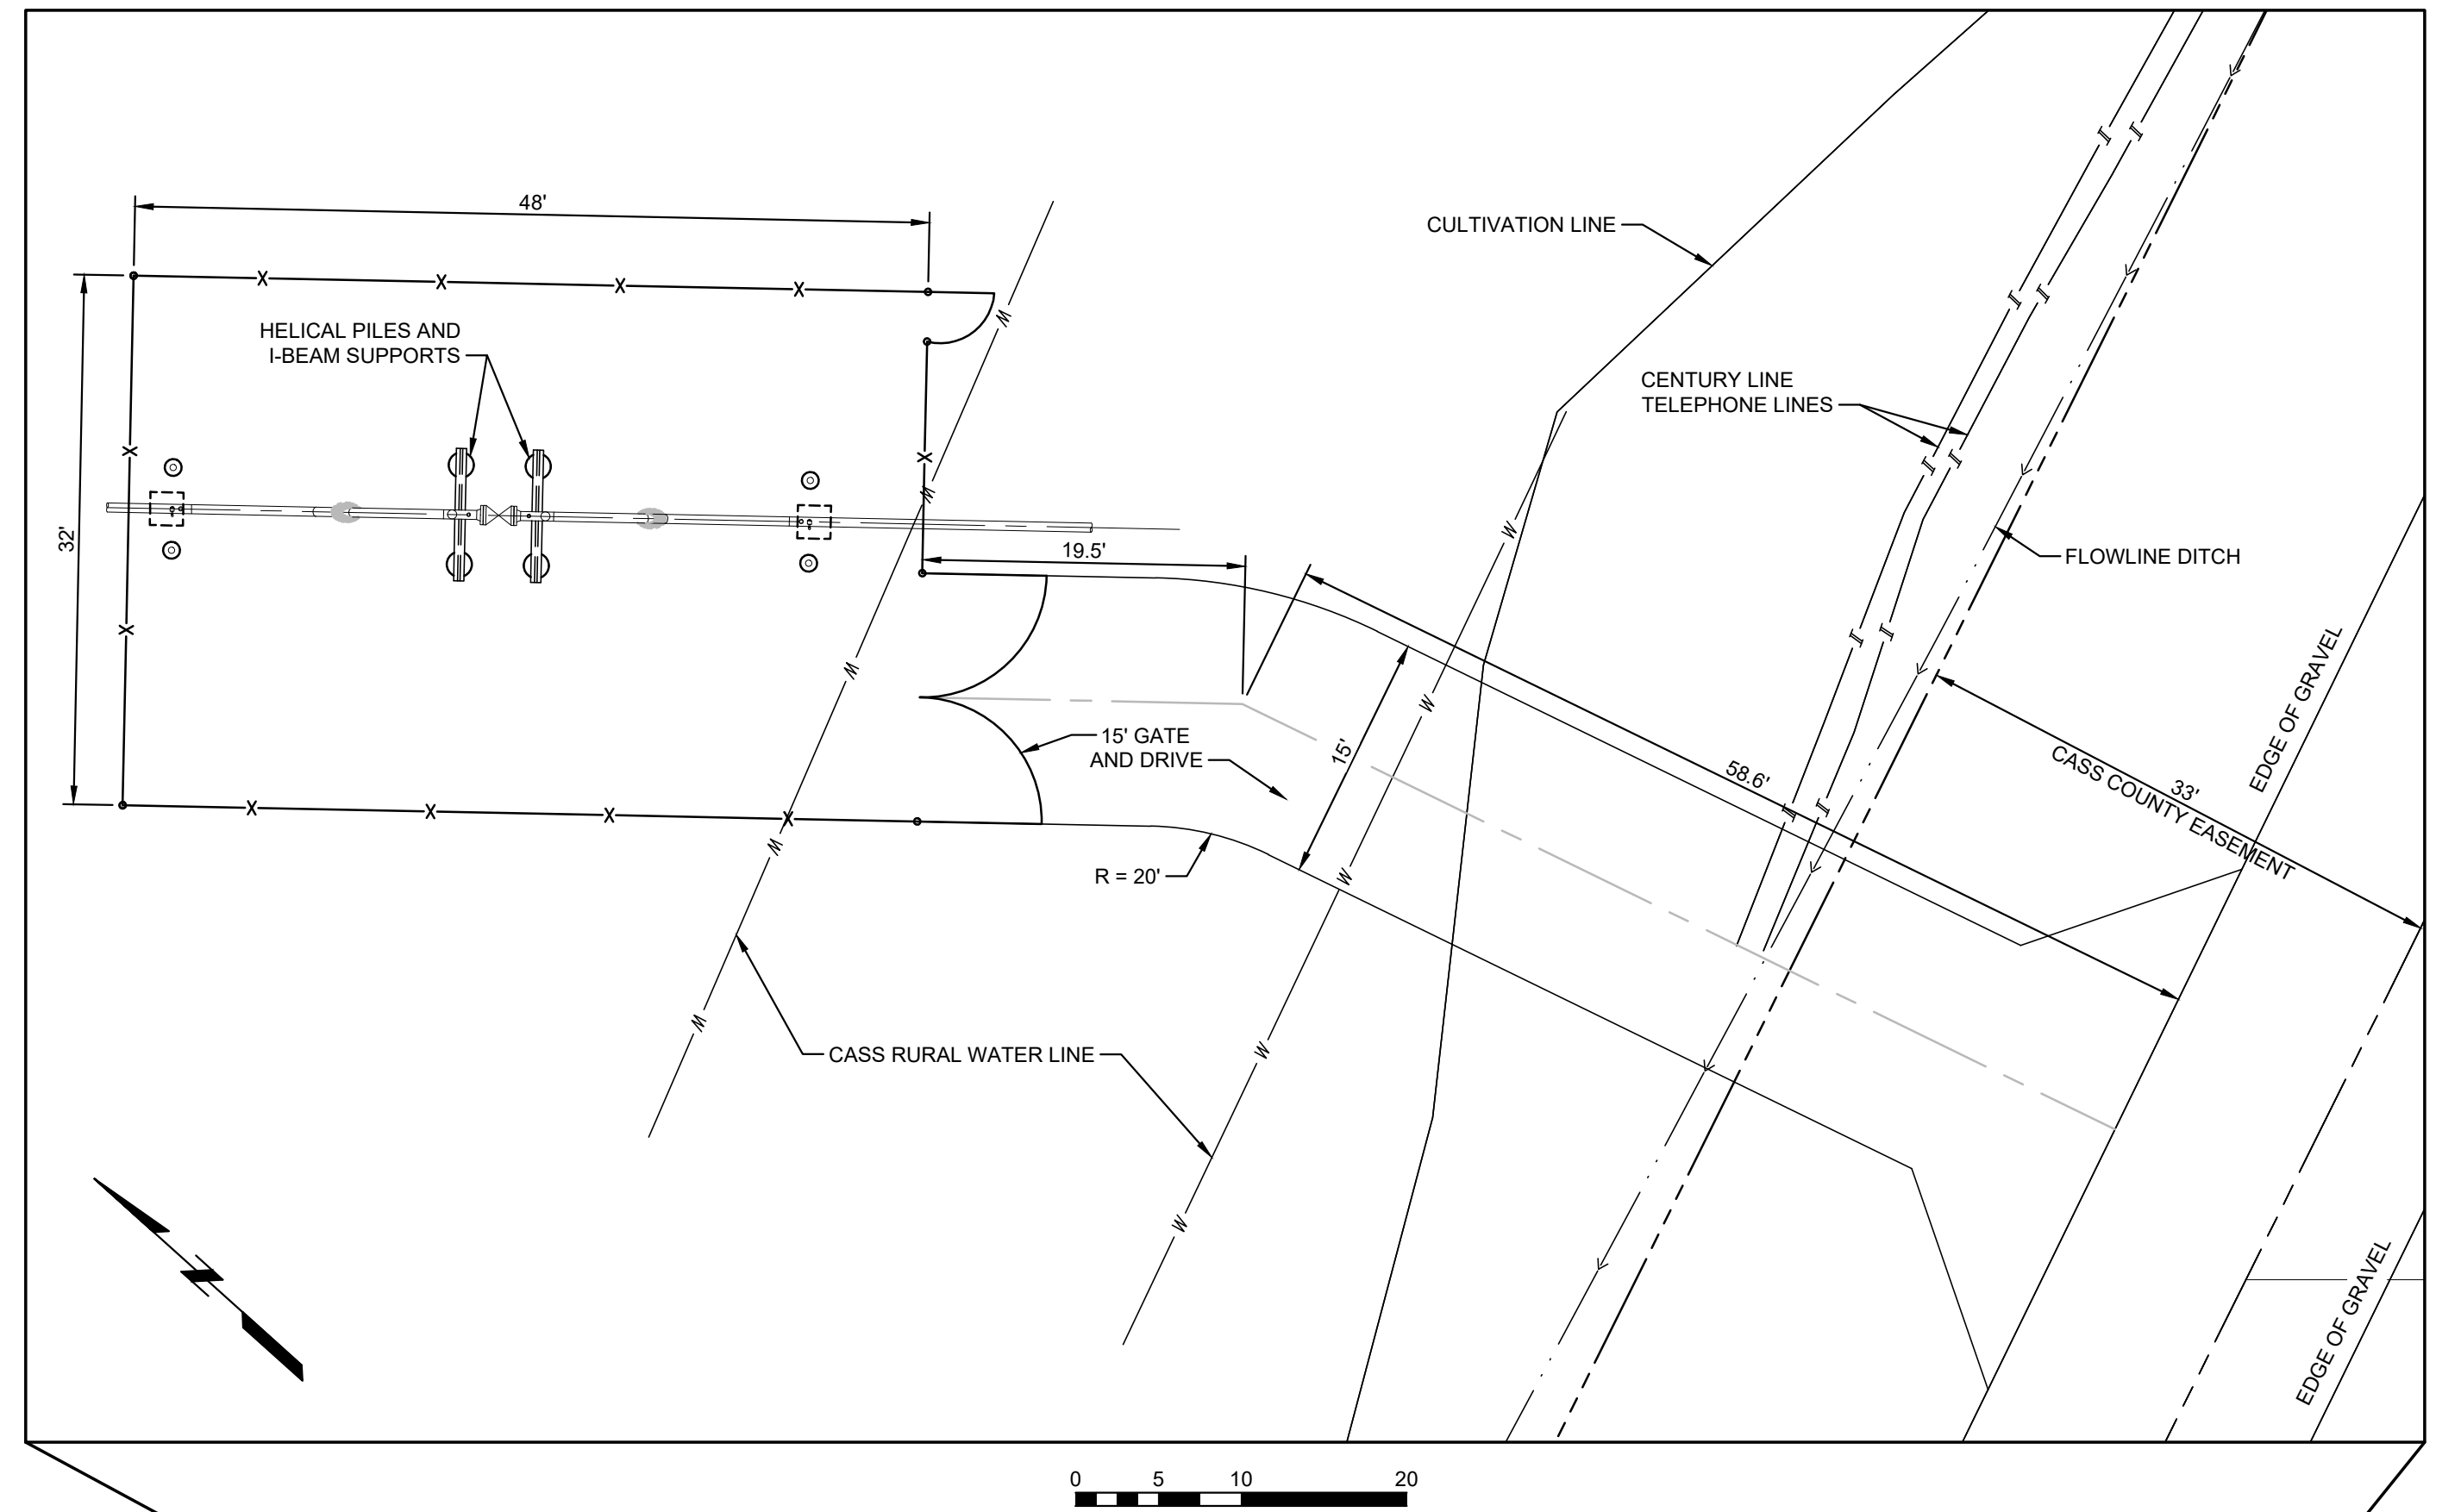 48'
CULTIVATION LINE
HELICAL PILES AND
I-BEAM SUPPORTS
CENTURY LINE
TELEPHONE LINES
32'
19.5'
FLOWLINE DITCH
EDGE OF GRAVEL
15' GATE
AND DRIVE
15'
58.6'
33'
CASS COUNTY EASEMENT
R = 20'
CASS RURAL WATER LINE
EDGE OF GRAVEL
0 5 10 20
X X X X
X X
X
X X X X
W W W W W
W W W W W